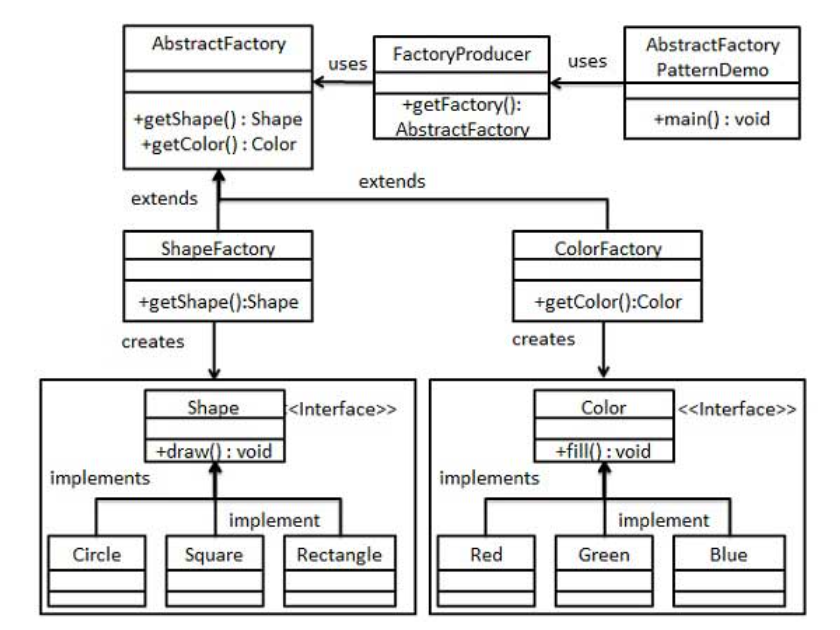 AbstractFactory
+getShape() : Shape
+getColor() : Color
uses
FactoryProducer
+getFactory():
AbstractFactory
uses
AbstractFactory
PatternDemo
+main() : void
extends
extends
ShapeFactory
+getShape():Shape
ColorFactory
+getColor():Color
creates
creates
Shape
<<Interface>>
+draw() : void
implements
implement
Circle
Square
Rectangle
Color
<<Interface>>
+fill() : void
implements
implement
Red
Green
Blue